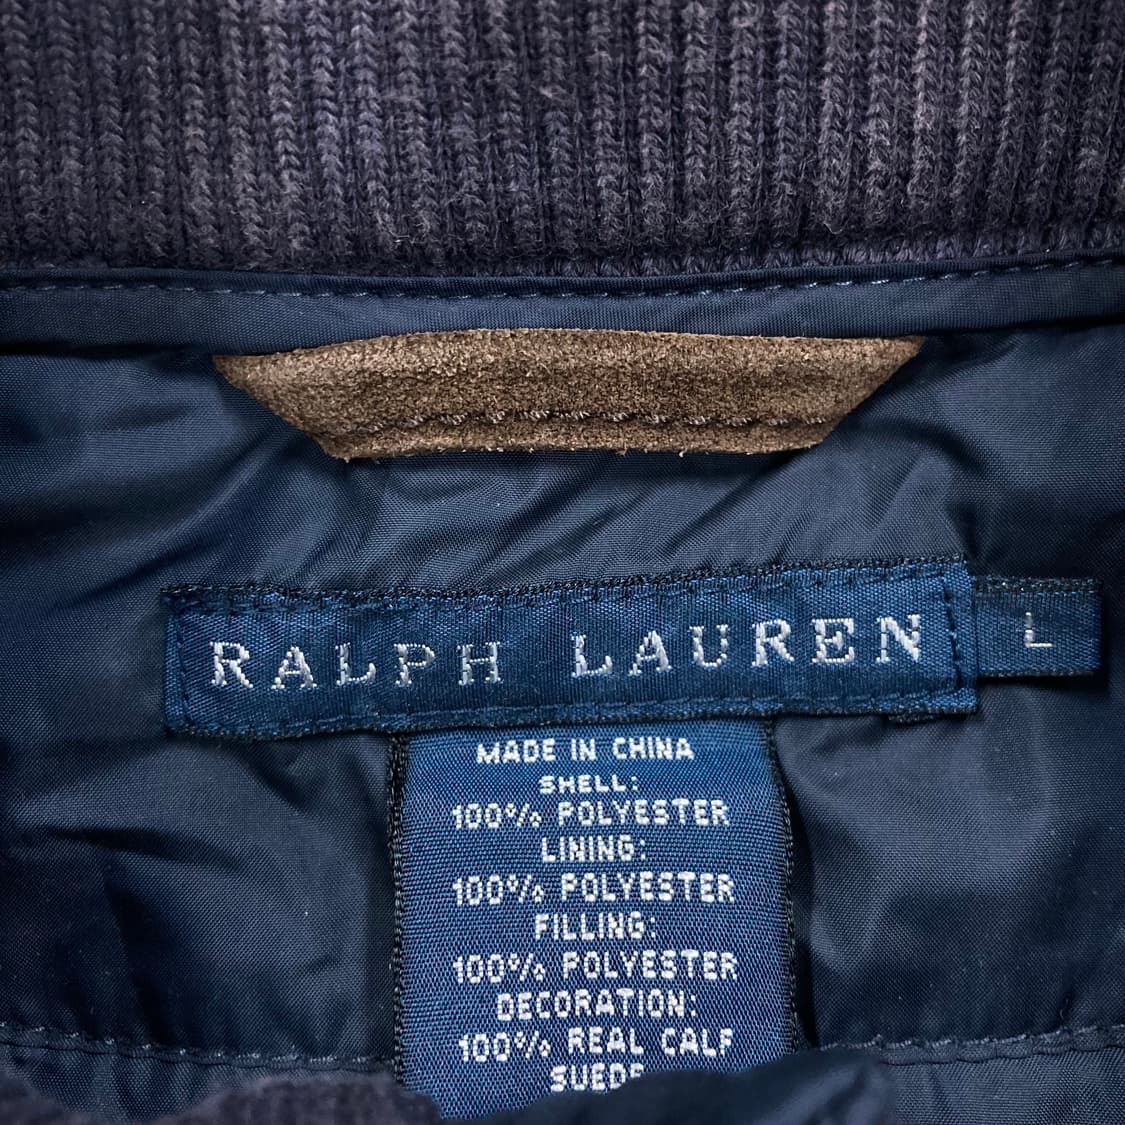 RALPH LAUREN L
MADE IN CHINA
SHELL:
100% POLYESTER
LINING:
100% POLYESTER
FILLING:
100% POLYESTER
DECORATION:
100% REAL CALF
SUEDE